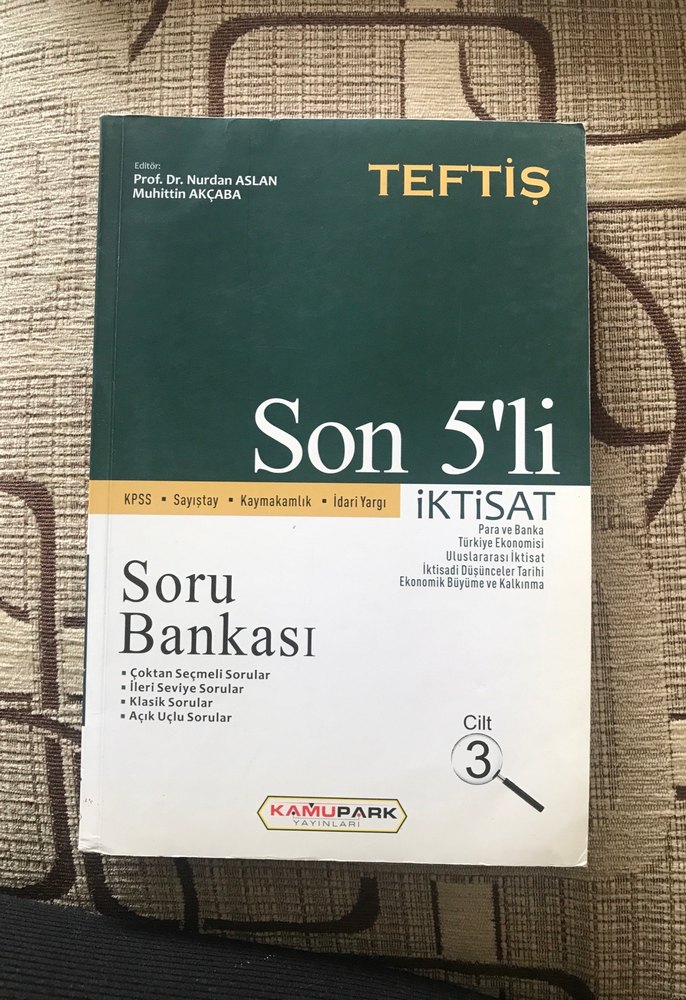 Editör:
Prof. Dr. Nurdan ASLAN
Muhittin AKÇABA
TEFTİŞ
Son 5'li
KPSS ▪ Sayıştay ▪ Kaymakamlık ▪ İdari Yargı
İKTİSAT
Para ve Banka
Türkiye Ekonomisi
Uluslararası İktisat
İktisadi Düşünceler Tarihi
Ekonomik Büyüme ve Kalkınma
Soru
Bankası
▪ Çoktan Seçmeli Sorular
▪ İleri Seviye Sorular
▪ Klasik Sorular
▪ Açık Uçlu Sorular
Cilt
3
KAMUPARK
YAYINLARI